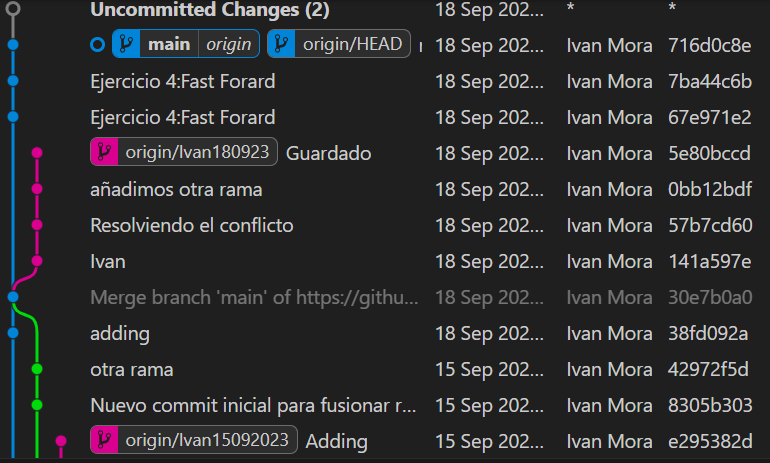 Uncommitted Changes (2) 18 Sep 202... * *
main origin origin/HEAD 18 Sep 202... Ivan Mora 716d0c8e
Ejercicio 4:Fast Forard 18 Sep 202... Ivan Mora 7ba44c6b
Ejercicio 4:Fast Forard 18 Sep 202... Ivan Mora 67e971e2
origin/Ivan180923 Guardado 18 Sep 202... Ivan Mora 5e80bccd
añadimos otra rama 18 Sep 202... Ivan Mora 0bb12bdf
Resolviendo el conflicto 18 Sep 202... Ivan Mora 57b7cd60
Ivan 18 Sep 202... Ivan Mora 141a597e
Merge branch 'main' of https://githu... 18 Sep 202... Ivan Mora 30e7b0a0
adding 18 Sep 202... Ivan Mora 38fd092a
otra rama 15 Sep 202... Ivan Mora 42972f5d
Nuevo commit inicial para fusionar r... 15 Sep 202... Ivan Mora 8305b303
origin/Ivan15092023 Adding 15 Sep 202... Ivan Mora e295382d